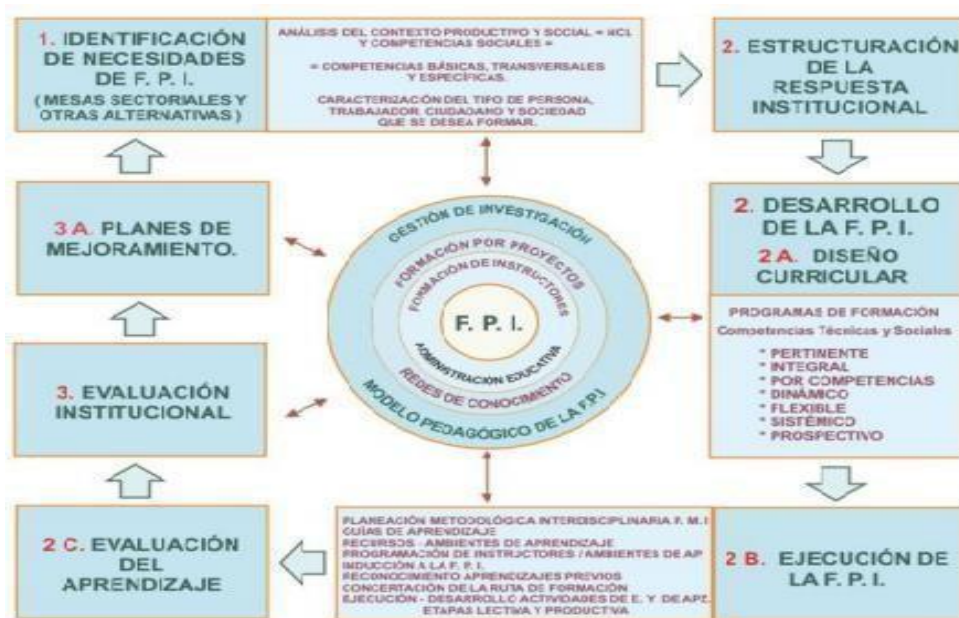 1. IDENTIFICACIÓN
DE NECESIDADES
DE F. P. I.
( MESAS SECTORIALES Y
OTRAS ALTERNATIVAS )
ANÁLISIS DEL CONTEXTO PRODUCTIVO Y SOCIAL = NCL
Y COMPETENCIAS SOCIALES =
= COMPETENCIAS BÁSICAS, TRANSVERSALES
Y ESPECÍFICAS.
CARACTERIZACIÓN DEL TIPO DE PERSONA,
TRABAJADOR, CIUDADANO Y SOCIEDAD
QUE SE DESEA FORMAR.
2. ESTRUCTURACIÓN
DE LA
RESPUESTA
INSTITUCIONAL
2. DESARROLLO
DE LA F. P. I.
2 A. DISEÑO
CURRICULAR
PROGRAMAS DE FORMACIÓN
Competencias Técnicas y Sociales
* PERTINENTE
* INTEGRAL
* POR COMPETENCIAS
* DINÁMICO
* FLEXIBLE
* SISTÉMICO
* PROSPECTIVO
2 B. EJECUCIÓN DE
LA F. P. I.
PLANEACIÓN METODOLÓGICA INTERDISCIPLINARIA F. M. I
GUÍAS DE APRENDIZAJE
RECURSOS - AMBIENTES DE APRENDIZAJE
PROGRAMACIÓN DE INSTRUCTORES / AMBIENTES DE AP
INDUCCIÓN A LA F. P. I.
RECONOCIMIENTO APRENDIZAJES PREVIOS
CONCERTACIÓN DE LA RUTA DE FORMACIÓN
EJECUCIÓN - DESARROLLO ACTIVIDADES DE E. Y. DE APZ.
ETAPAS LECTIVA Y PRODUCTIVA
2 C. EVALUACIÓN
DEL
APRENDIZAJE
3. EVALUACIÓN
INSTITUCIONAL
3 A. PLANES DE
MEJORAMIENTO.
GESTIÓN DE INVESTIGACIÓN
FORMACIÓN POR PROYECTOS
FORMACIÓN DE INSTRUCTORES
F. P. I.
ADMINISTRACIÓN EDUCATIVA
REDES DE CONOCIMIENTO
MODELO PEDAGÓGICO DE LA F.P.I